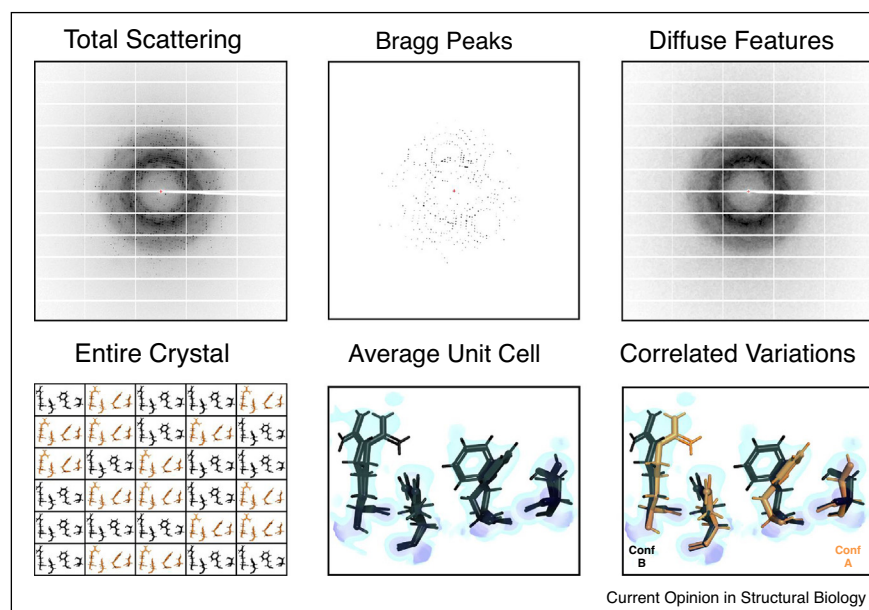 Total Scattering
Bragg Peaks
Diffuse Features
Entire Crystal
Average Unit Cell
Correlated Variations
Conf
B
Conf
A
Current Opinion in Structural Biology